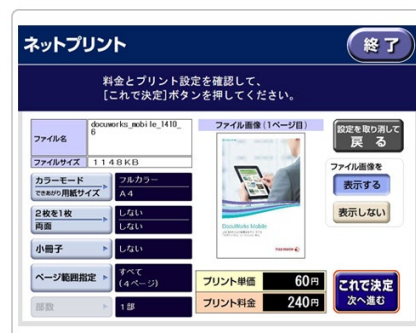 ネットプリント
終了
料金とプリント設定を確認して、
[これで決定]ボタンを押してください。
ファイル名
docuworks_mobile_1410_
6
ファイルサイズ
1148KB
カラーモード
できあがり用紙サイズ
フルカラー
A4
2枚を1枚
両面
しない
しない
小冊子
しない
ページ範囲指定
すべて
(4ページ)
部数
1部
ファイル画像(1ページ目)
DocuWorks Mobile
プリント単価
60円
プリント料金
240円
設定を取り消して
戻る
ファイル画像を
表示する
表示しない
これで決定
次へ進む